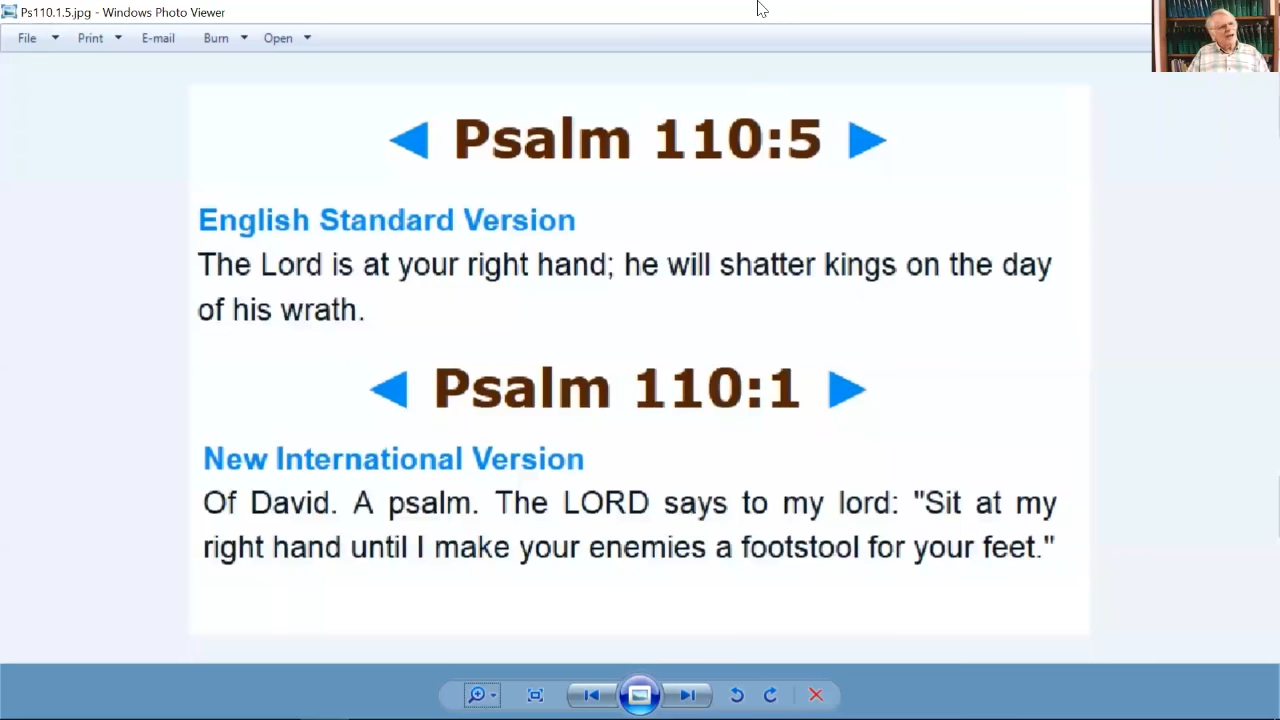 Ps110.1.5.jpg - Windows Photo Viewer
File Print E-mail Burn Open
Psalm 110:5
English Standard Version
The Lord is at your right hand; he will shatter kings on the day
of his wrath.
Psalm 110:1
New International Version
Of David. A psalm. The LORD says to my lord: "Sit at my
right hand until I make your enemies a footstool for your feet."